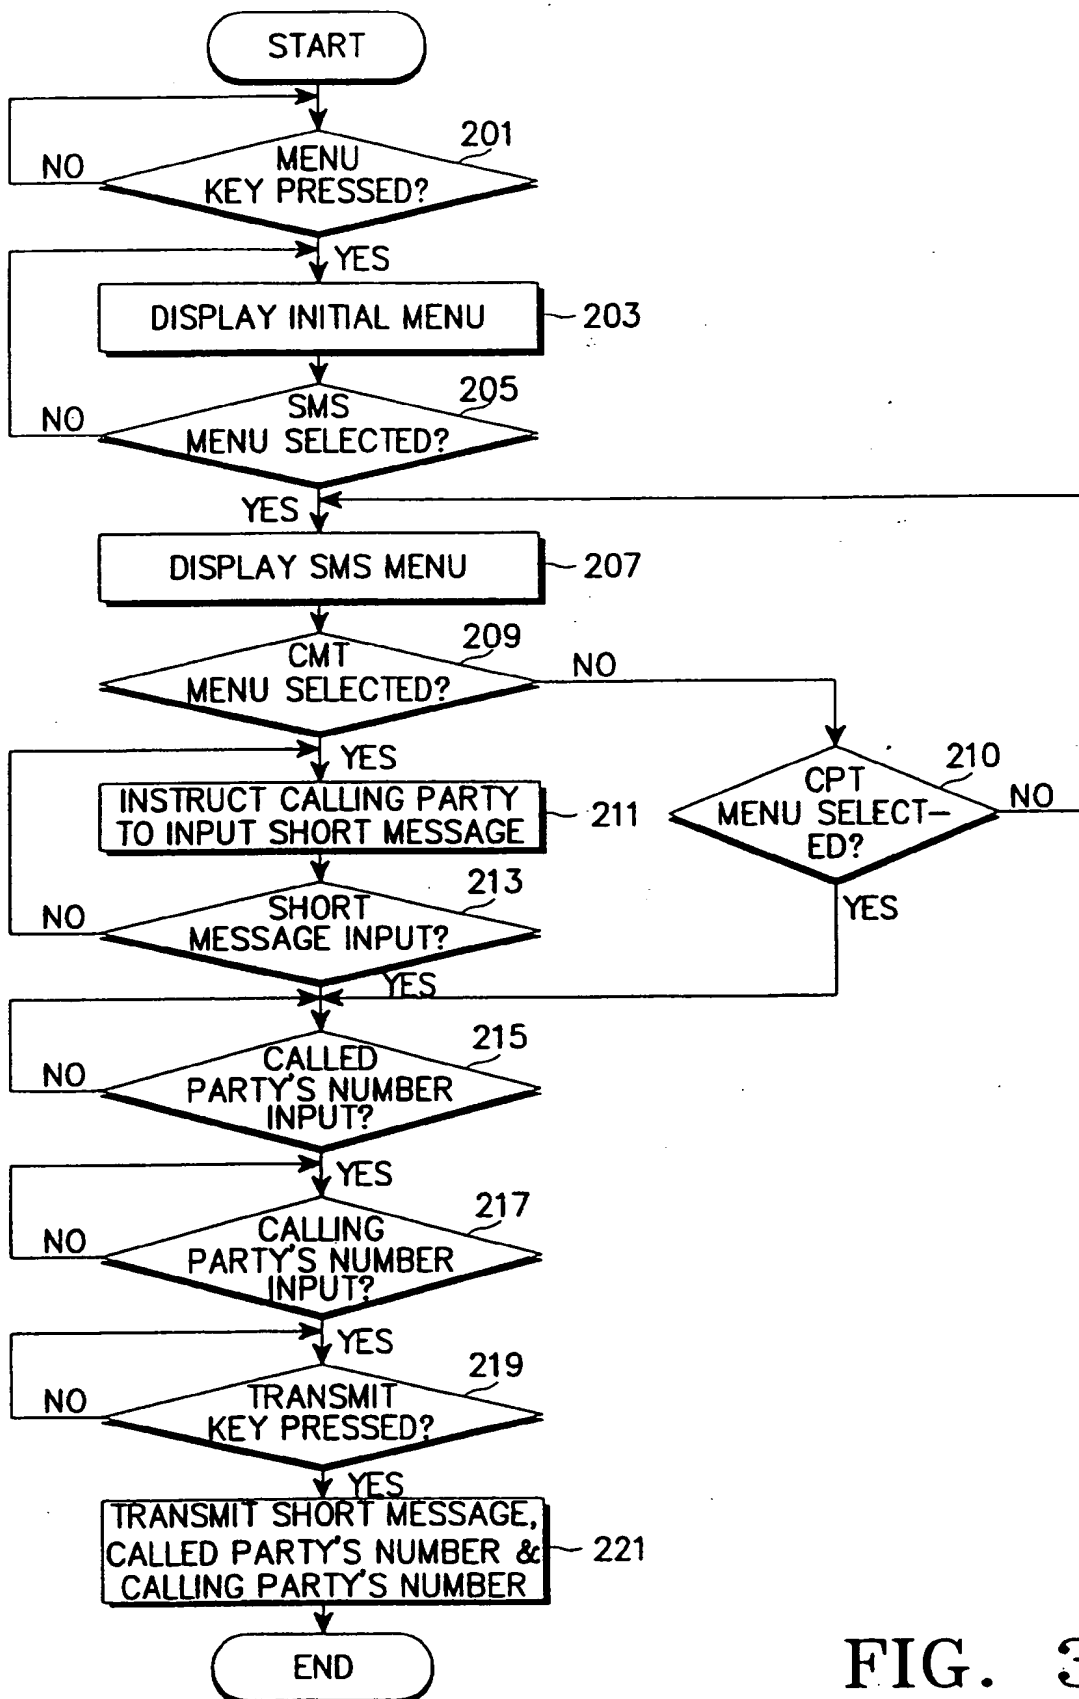 START
201
MENU
KEY PRESSED?
NO
YES
DISPLAY INITIAL MENU
203
205
SMS
MENU SELECTED?
NO
YES
DISPLAY SMS MENU
207
209
CMT
MENU SELECTED?
NO
YES
210
CPT
MENU SELECT-
ED?
NO
YES
INSTRUCT CALLING PARTY
TO INPUT SHORT MESSAGE
211
213
SHORT
MESSAGE INPUT?
NO
YES
215
CALLED
PARTY'S NUMBER
INPUT?
NO
YES
217
CALLING
PARTY'S NUMBER
INPUT?
NO
YES
219
TRANSMIT
KEY PRESSED?
NO
YES
TRANSMIT SHORT MESSAGE,
CALLED PARTY'S NUMBER &
CALLING PARTY'S NUMBER
221
END
FIG. 3